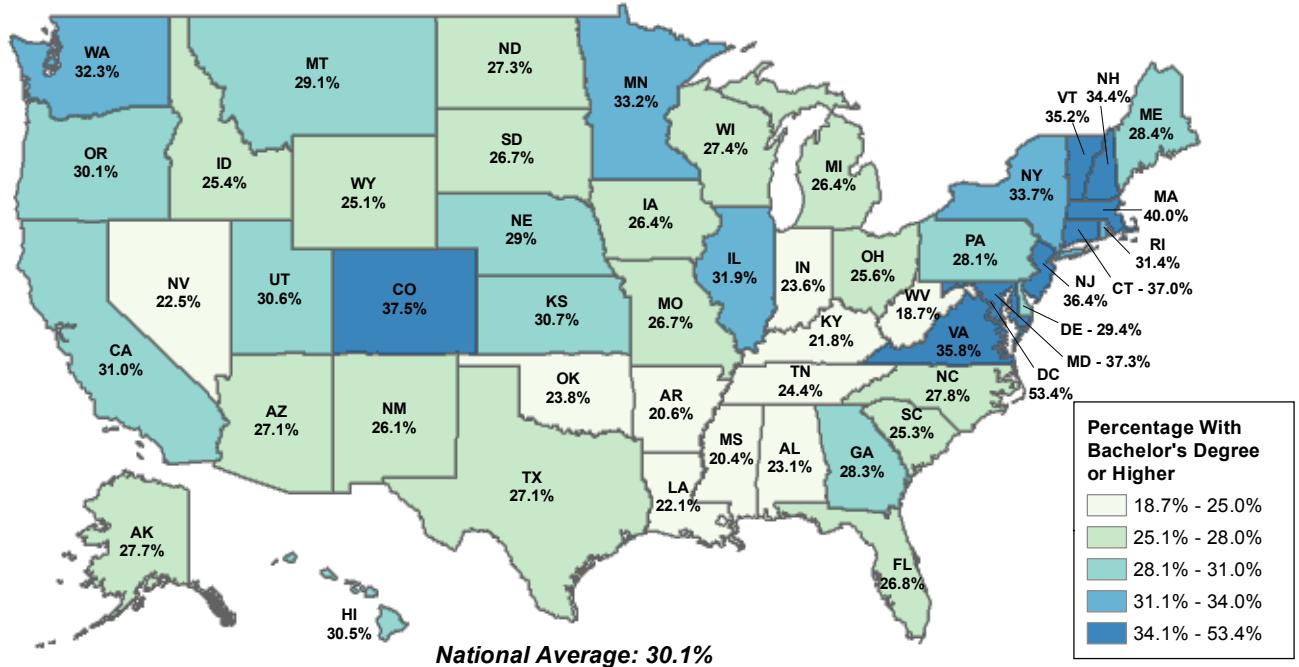 WA
32.3%
MT
29.1%
ND
27.3%
MN
33.2%
NH
34.4%
VT
35.2%
ME
28.4%
OR
30.1%
ID
25.4%
SD
26.7%
WI
27.4%
MI
26.4%
NY
33.7%
MA
40.0%
WY
25.1%
IA
26.4%
NE
29%
PA
28.1%
RI
31.4%
NV
22.5%
UT
30.6%
CO
37.5%
KS
30.7%
IL
31.9%
IN
23.6%
OH
25.6%
NJ
36.4%
CT - 37.0%
MO
26.7%
WV
18.7%
DE - 29.4%
KY
21.8%
VA
35.8%
MD - 37.3%
DC
53.4%
CA
31.0%
OK
23.8%
TN
24.4%
NC
27.8%
AR
20.6%
AZ
27.1%
NM
26.1%
SC
25.3%
MS
20.4%
AL
23.1%
GA
28.3%
TX
27.1%
LA
22.1%
AK
27.7%
FL
26.8%
HI
30.5%
National Average: 30.1%
Percentage With
Bachelor's Degree
or Higher
18.7% - 25.0%
25.1% - 28.0%
28.1% - 31.0%
31.1% - 34.0%
34.1% - 53.4%